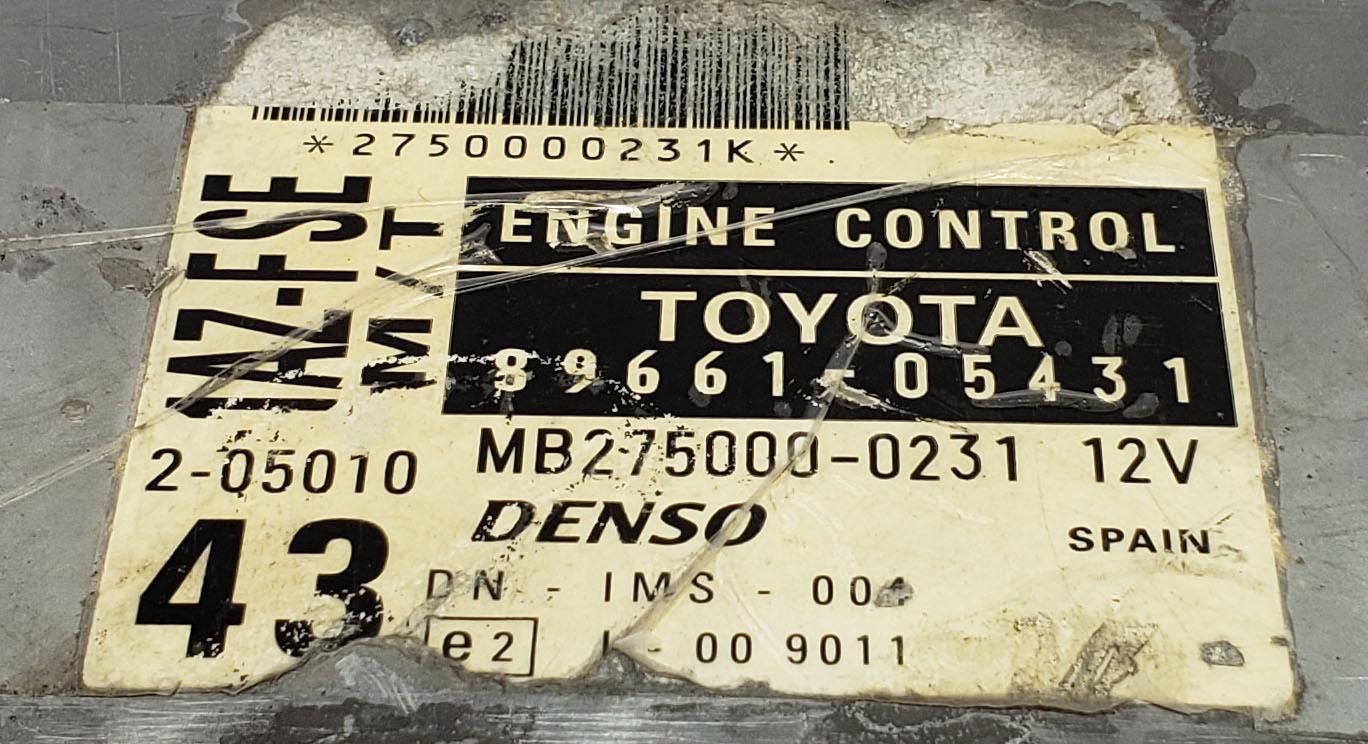 *2750000231K*
1AZ-FSE
M/T
ENGINE CONTROL
TOYOTA
89661-05431
2-05010
MB275000-0231 12V
DENSO
SPAIN
43
DN - IMS - 004
e2 I - 00 9011